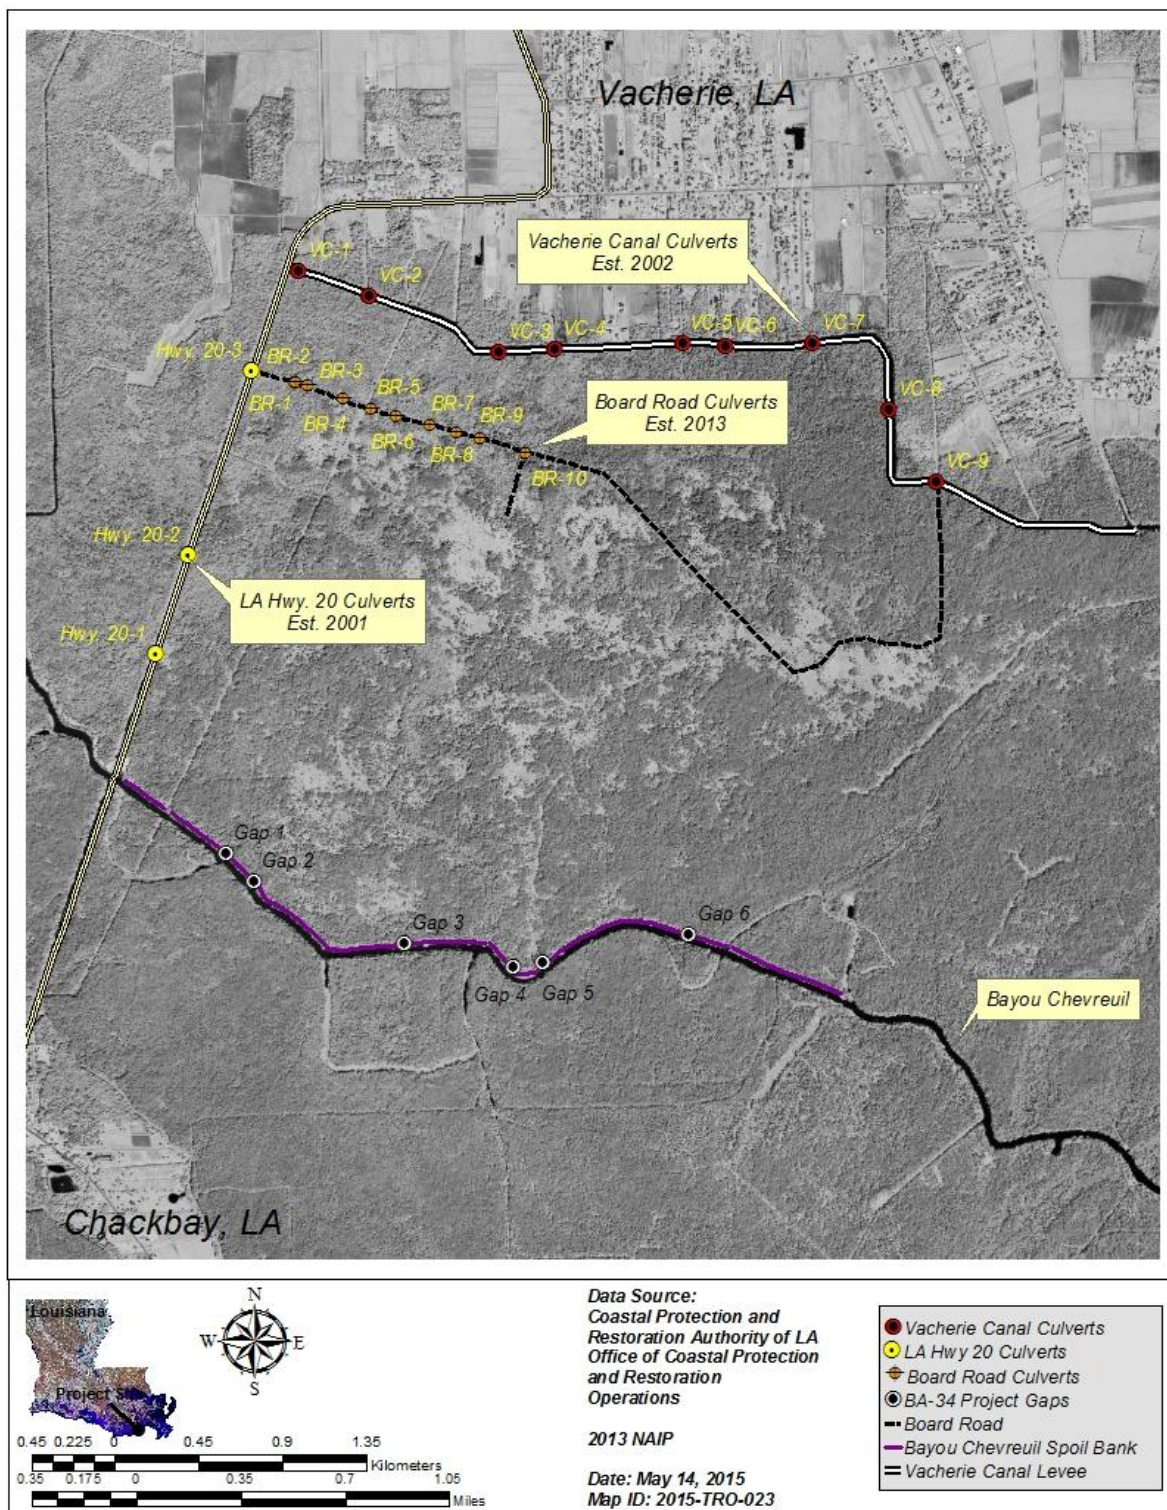 Vacherie, LA
Vacherie Canal Culverts
Est. 2002
VC-1
VC-2
VC-3
VC-4
VC-5
VC-6
VC-7
VC-8
VC-9
Hwy. 20-3
BR-2
BR-3
BR-1
BR-4
BR-5
BR-6
BR-7
BR-8
BR-9
BR-10
Board Road Culverts
Est. 2013
Hwy. 20-2
LA Hwy. 20 Culverts
Est. 2001
Hwy. 20-1
Gap 1
Gap 2
Gap 3
Gap 4
Gap 5
Gap 6
Bayou Chevreuil
Chackbay, LA
Louisiana
Project Site
N
W E
S
0.45 0.225 0 0.45 0.9 1.35
Kilometers
0.35 0.175 0 0.35 0.7 1.05
Miles
Data Source:
Coastal Protection and
Restoration Authority of LA
Office of Coastal Protection
and Restoration
Operations
2013 NAIP
Date: May 14, 2015
Map ID: 2015-TRO-023
Vacherie Canal Culverts
LA Hwy 20 Culverts
Board Road Culverts
BA-34 Project Gaps
Board Road
Bayou Chevreuil Spoil Bank
Vacherie Canal Levee